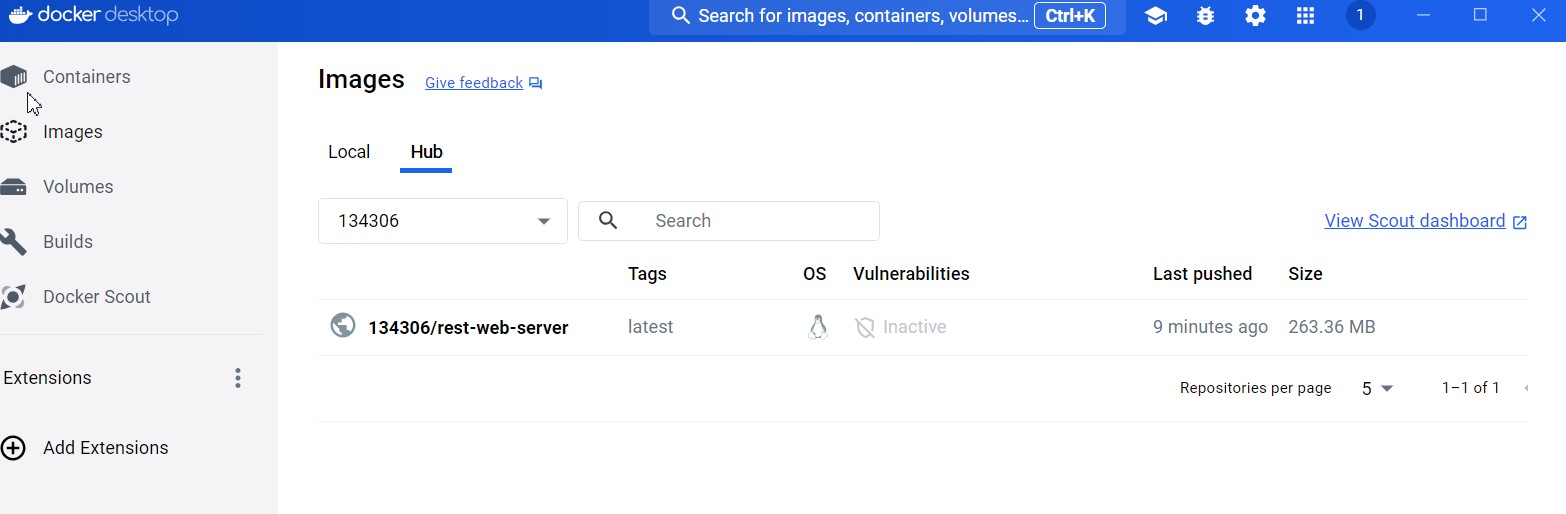 docker desktop
Search for images, containers, volumes... Ctrl+K
1
Containers
Images
Volumes
Builds
Docker Scout
Extensions
Add Extensions
Images Give feedback
Local Hub
134306 Search View Scout dashboard
Tags OS Vulnerabilities Last pushed Size
134306/rest-web-server latest Inactive 9 minutes ago 263.36 MB
Repositories per page 5 1–1 of 1